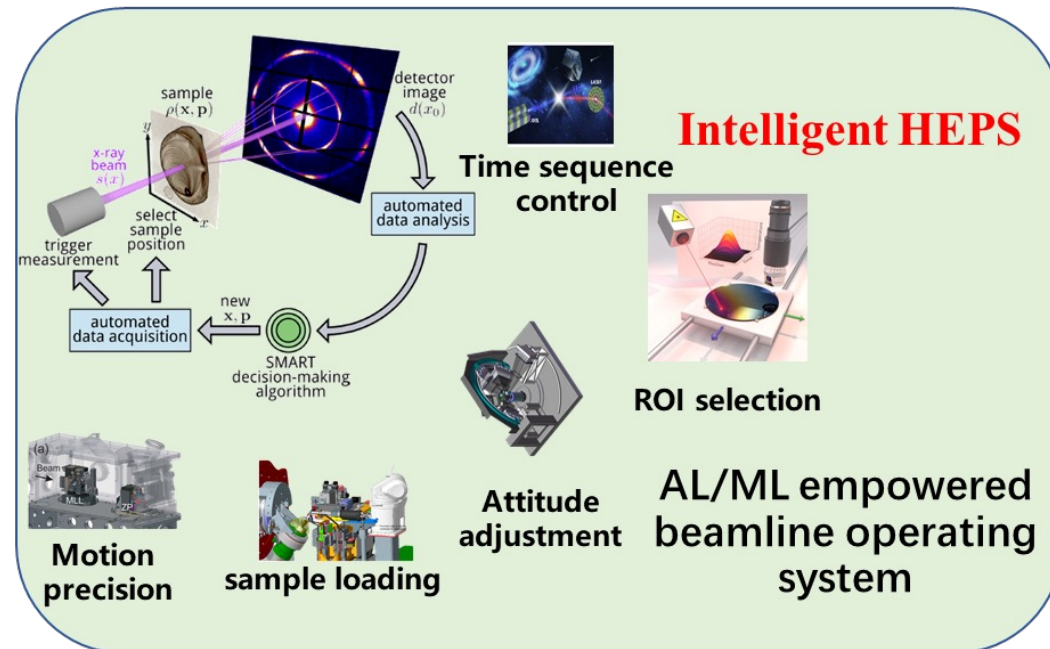 sample
ρ(x, p)
y
x
x-ray
beam
s(x)
detector
image
d(x₀)
trigger
measurement
select
sample
position
automated
data analysis
automated
data acquisition
new
x, p
SMART
decision-making
algorithm
Time sequence
control
Intelligent HEPS
ROI selection
(a)
Beam
MLL
ZP
Motion
precision
sample loading
Attitude
adjustment
AL/ML empowered
beamline operating
system